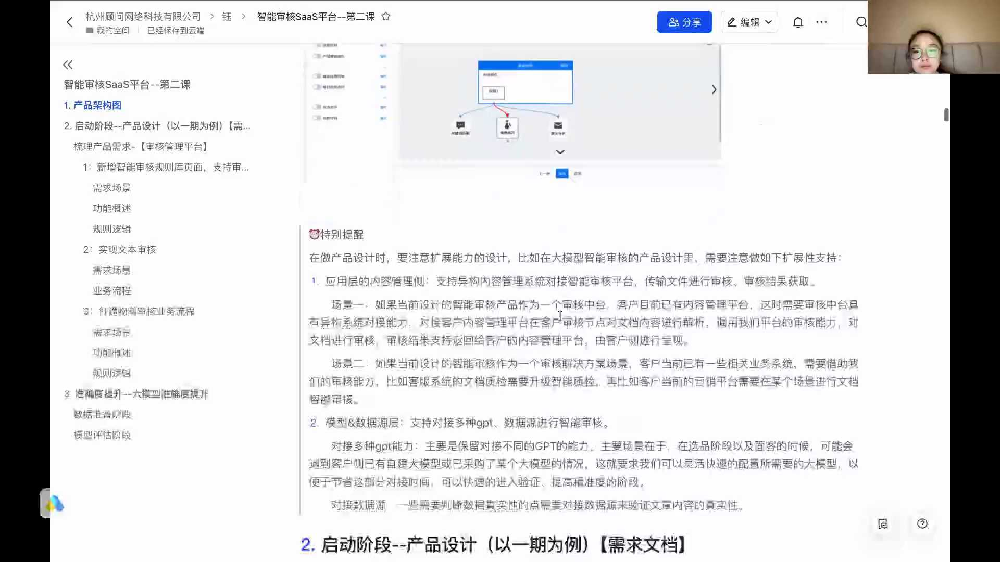 杭州顾问网络科技有限公司 > 钰 > 智能审核SaaS平台--第二课
我的空间 已经保存到云端
分享
编辑
智能审核SaaS平台--第二课
1. 产品架构图
2. 启动阶段--产品设计（以一期为例）【需...
梳理产品需求-【审核管理平台】
1：新增智能审核规则库页面，支持审...
需求场景
功能概述
规则逻辑
2：实现文本审核
需求场景
业务流程
3：打通物料审核业务流程
需求场景
功能概述
规则逻辑
3 准确度提升--大模型准确度提升
数据准备阶段
模型评估阶段
特别提醒
在做产品设计时，要注意扩展能力的设计，比如在大模型智能审核的产品设计里，需要注意做如下扩展性支持：
1. 应用层的内容管理侧：支持异构内容管理系统对接智能审核平台，传输文件进行审核、审核结果获取。
场景一：如果当前设计的智能审核产品作为一个审核中台，客户目前已有内容管理平台，这时需要审核中台具
有异构系统对接能力，对接客户内容管理平台在客户审核节点对文档内容进行解析，调用我们平台的审核能力，对
文档进行审核，审核结果支持返回给客户的内容管理平台，由客户侧进行呈现。
场景二：如果当前设计的智能审核作为一个审核解决方案场景，客户当前已有一些相关业务系统，需要借助我
们的审核能力，比如客服系统的文档质检需要升级智能质检，再比如客户当前的营销平台需要在某个场景进行文档
智能审核。
2. 模型&数据源层：支持对接多种gpt、数据源进行智能审核。
对接多种gpt能力：主要是保留对接不同的GPT的能力。主要场景在于，在选品阶段以及面客的时候，可能会
遇到客户侧已有自建大模型或已采购了某个大模型的情况，这就要求我们可以灵活快速的配置所需要的大模型，以
便于节省这部分对接时间，可以快速的进入验证、提高精准度的阶段。
对接数据源 一些需要判断数据真实性的点需要对接数据源来验证文章内容的真实性。
2. 启动阶段--产品设计（以一期为例）【需求文档】